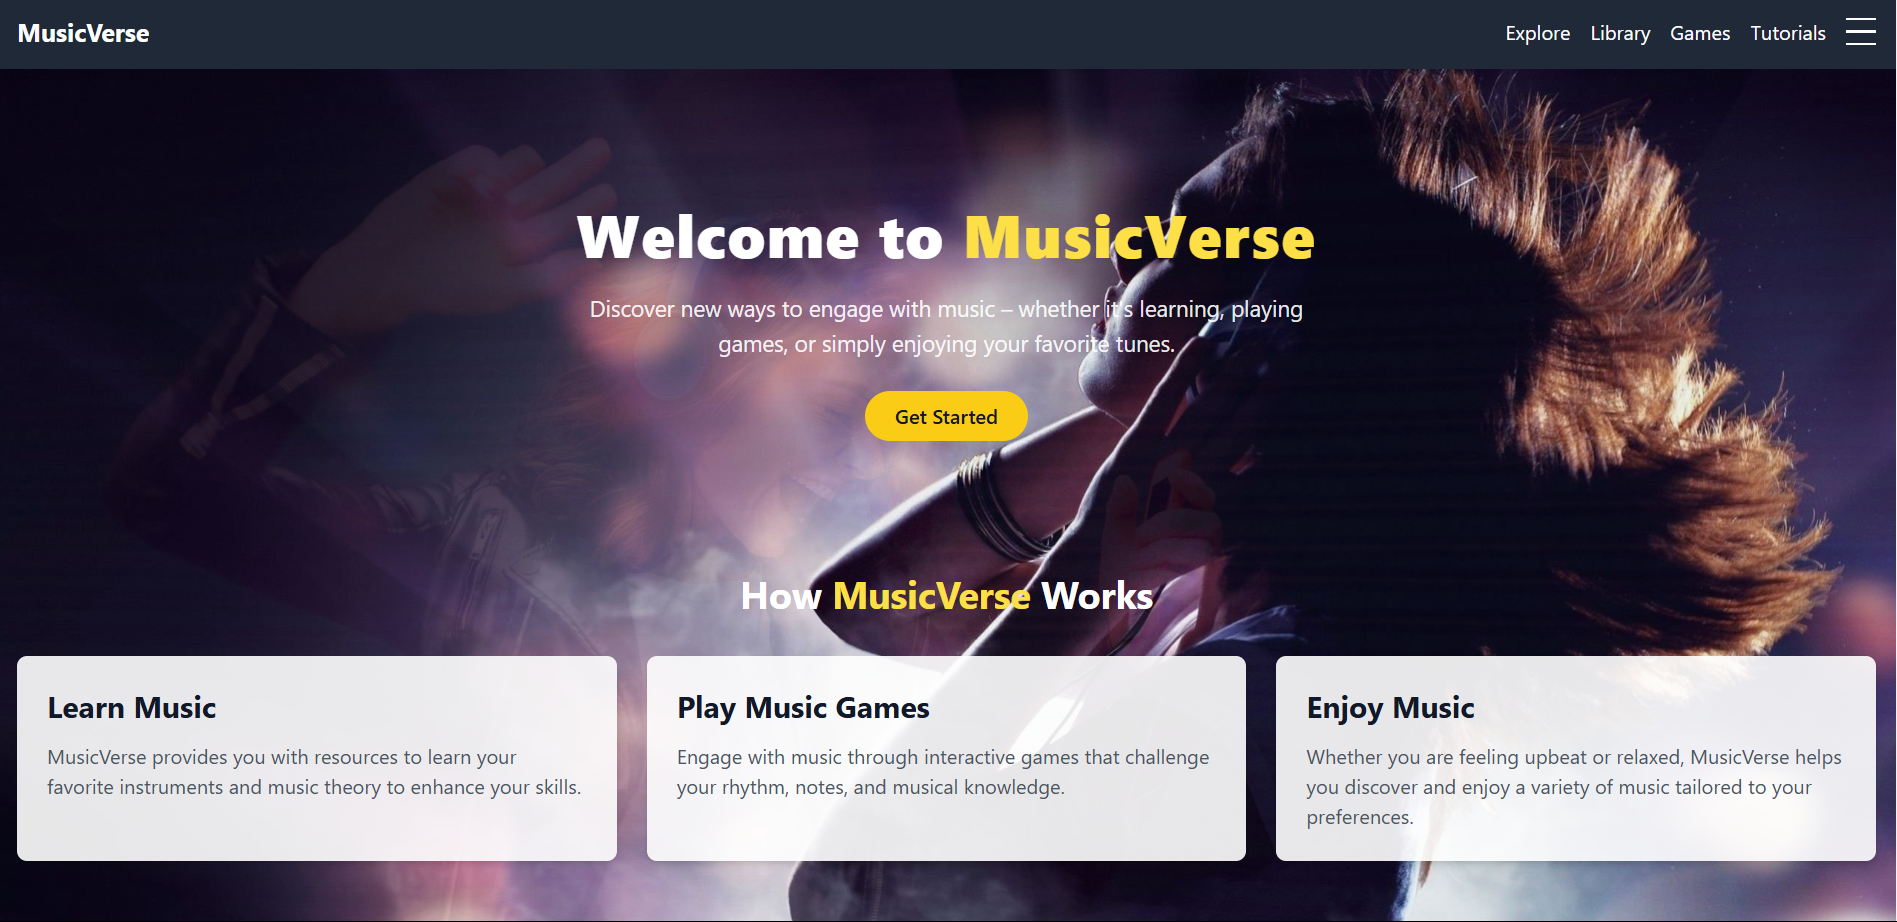 MusicVerse
Explore Library Games Tutorials
Welcome to MusicVerse
Discover new ways to engage with music – whether it's learning, playing
games, or simply enjoying your favorite tunes.
Get Started
How MusicVerse Works
Learn Music
MusicVerse provides you with resources to learn your
favorite instruments and music theory to enhance your skills.
Play Music Games
Engage with music through interactive games that challenge
your rhythm, notes, and musical knowledge.
Enjoy Music
Whether you are feeling upbeat or relaxed, MusicVerse helps
you discover and enjoy a variety of music tailored to your
preferences.